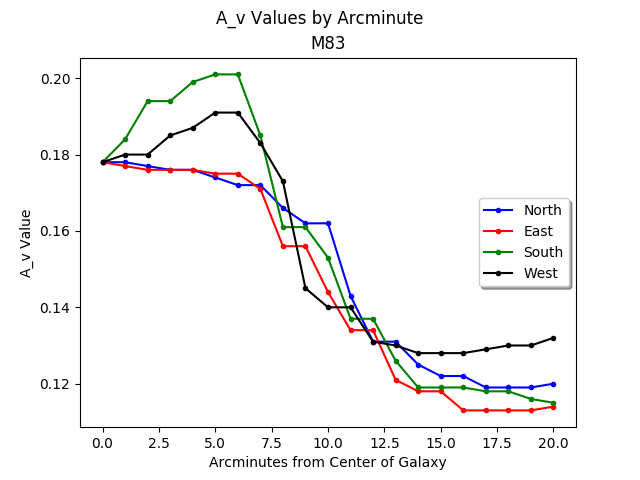 A_v Values by Arcminute
M83
0.20
0.18
0.16
0.14
0.12
A_v Value
North
East
South
West
0.0 2.5 5.0 7.5 10.0 12.5 15.0 17.5 20.0
Arcminutes from Center of Galaxy